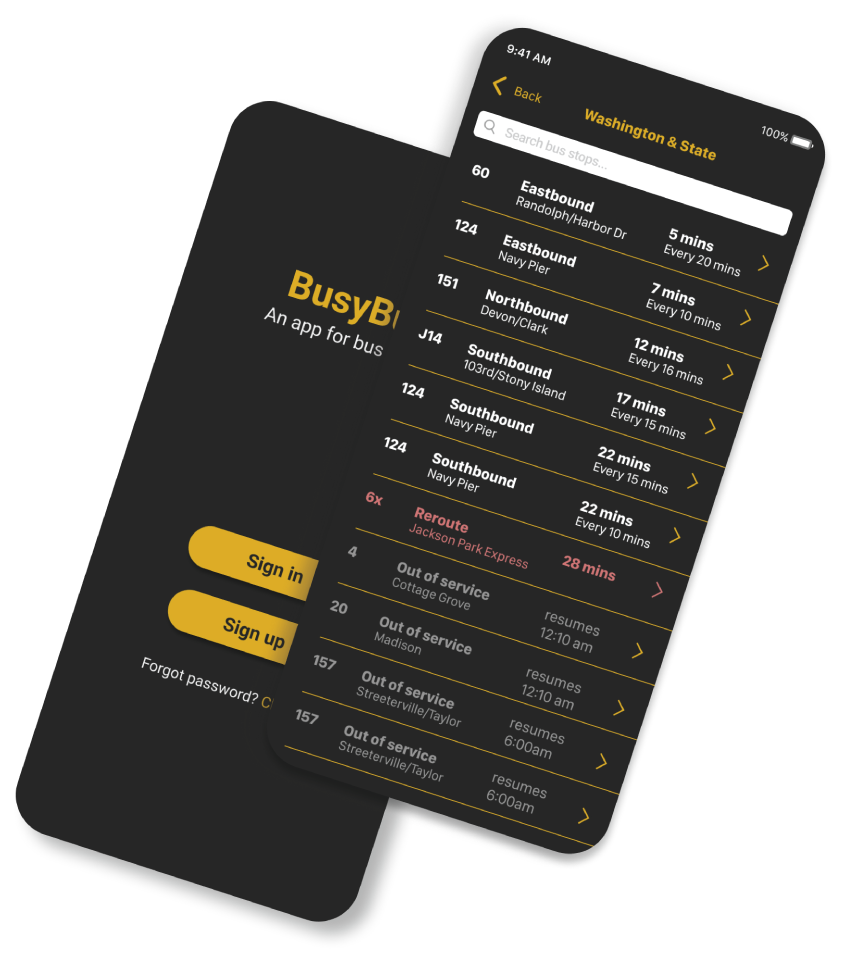 BusyB
An app for bus
Sign in
Sign up
Forgot password? C
9:41 AM
100%
Back
Washington & State
Search bus stops...
60
Eastbound
Randolph/Harbor Dr
5 mins
Every 20 mins
124
Eastbound
Navy Pier
7 mins
Every 10 mins
151
Northbound
Devon/Clark
12 mins
Every 16 mins
J14
Southbound
103rd/Stony Island
17 mins
Every 15 mins
124
Southbound
Navy Pier
22 mins
Every 15 mins
124
Southbound
Navy Pier
22 mins
Every 10 mins
6x
Reroute
Jackson Park Express
28 mins
4
Out of service
Cottage Grove
resumes
12:10 am
20
Out of service
Madison
resumes
12:10 am
157
Out of service
Streeterville/Taylor
resumes
6:00am
157
Out of service
Streeterville/Taylor
resumes
6:00am